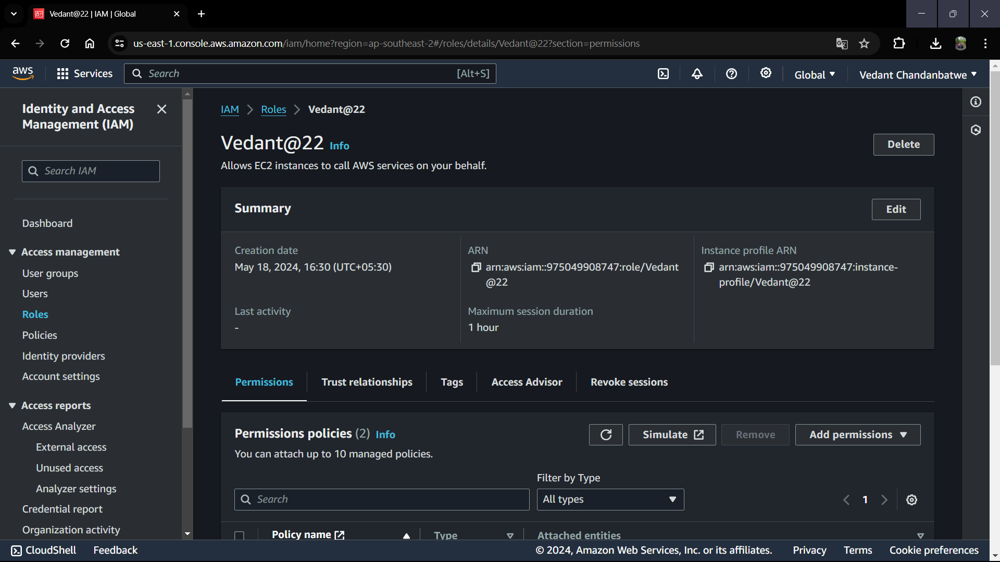 Vedant@22 | IAM | Global
us-east-1.console.aws.amazon.com/iam/home?region=ap-southeast-2#/roles/details/Vedant@22?section=permissions
aws
Services
Search
[Alt+S]
Global
Vedant Chandanbatwe
Identity and Access
Management (IAM)
Search IAM
Dashboard
Access management
User groups
Users
Roles
Policies
Identity providers
Account settings
Access reports
Access Analyzer
External access
Unused access
Analyzer settings
Credential report
Organization activity
IAM
Roles
Vedant@22
Vedant@22 Info
Delete
Allows EC2 instances to call AWS services on your behalf.
Summary
Edit
Creation date
May 18, 2024, 16:30 (UTC+05:30)
ARN
arn:aws:iam::975049908747:role/Vedant
@22
Instance profile ARN
arn:aws:iam::975049908747:instance-
profile/Vedant@22
Last activity
-
Maximum session duration
1 hour
Permissions
Trust relationships
Tags
Access Advisor
Revoke sessions
Permissions policies (2) Info
Simulate
Remove
Add permissions
You can attach up to 10 managed policies.
Filter by Type
Search
All types
1
Policy name
Type
Attached entities
CloudShell
Feedback
© 2024, Amazon Web Services, Inc. or its affiliates.
Privacy
Terms
Cookie preferences